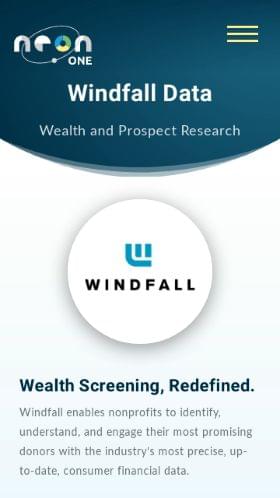 neon
ONE
Windfall Data
Wealth and Prospect Research
WINDFALL
Wealth Screening, Redefined.
Windfall enables nonprofits to identify,
understand, and engage their most promising
donors with the industry's most precise, up-
to-date, consumer financial data.